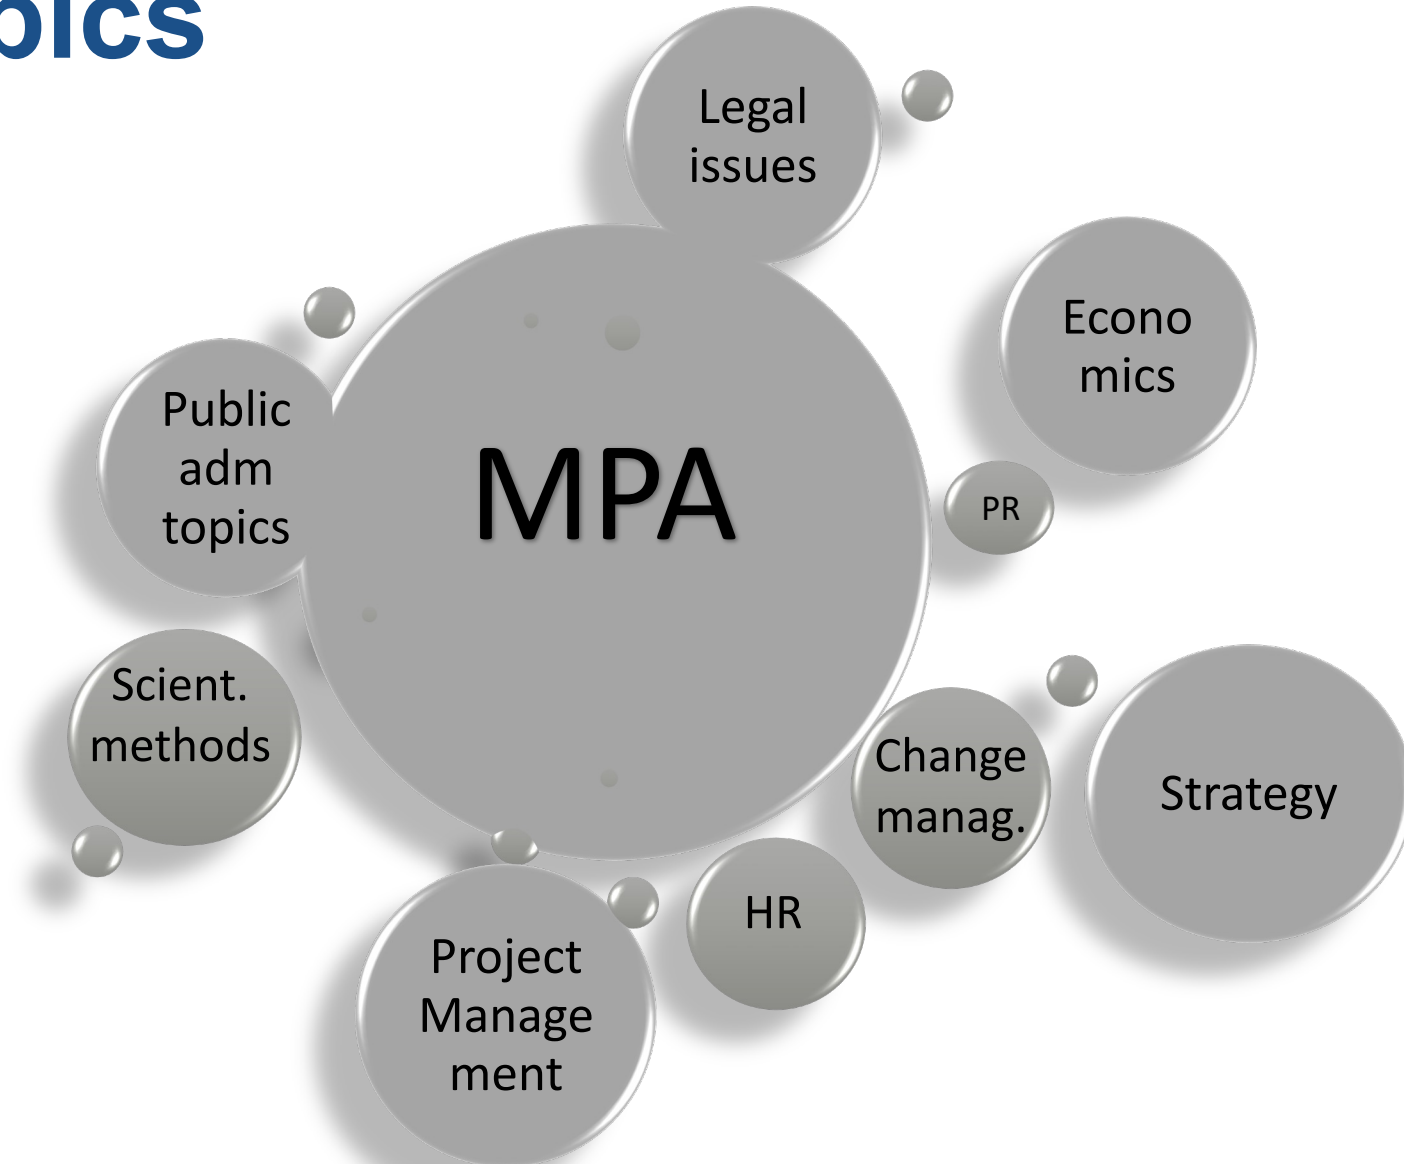 pics
Legal
issues
Econo
mics
Public
adm
topics
MPA
PR
Scient.
methods
Change
manag.
Strategy
HR
Project
Manage
ment